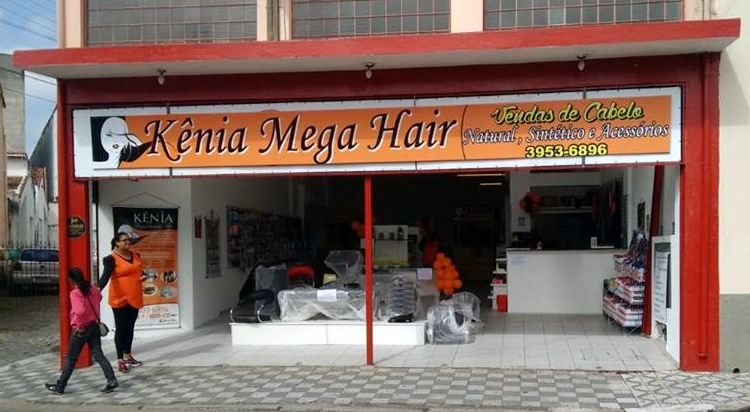 Kênia Mega Hair
Vendas de Cabelo
Natural, Sintético e Acessórios
3953-6896
KÊNIA